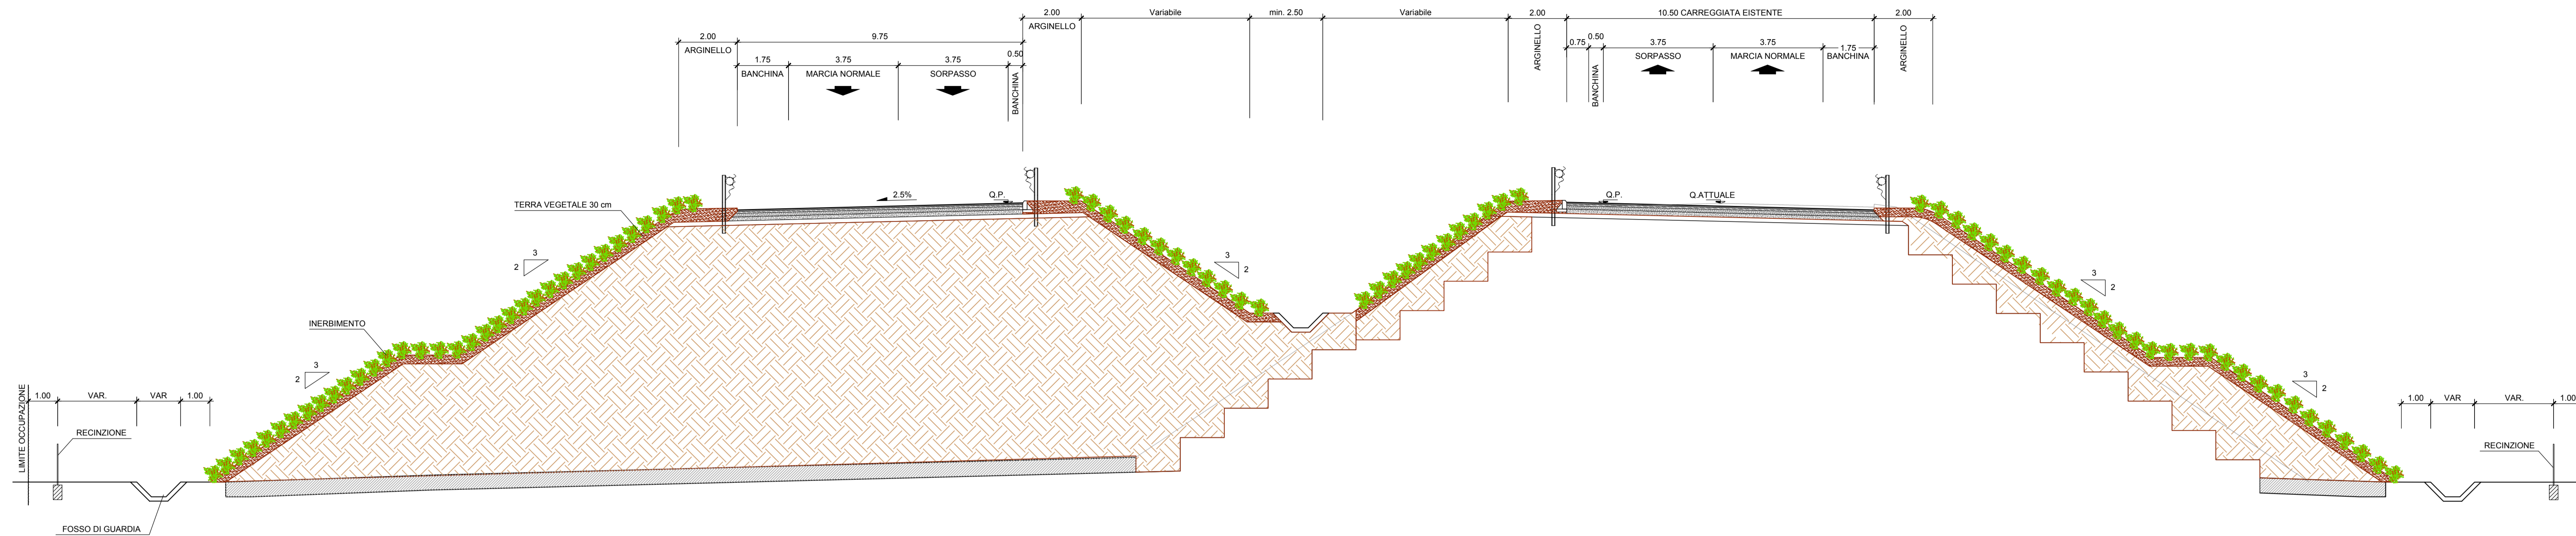 2.00
Variabile
min. 2.50
Variabile
2.00
10.50 CARREGGIATA EISTENTE
2.00
ARGINELLO
ARGINELLO
ARGINELLO
2.00
9.75
ARGINELLO
1.75
3.75
3.75
0.50
BANCHINA
MARCIA NORMALE
SORPASSO
BANCHINA
0.75
0.50
3.75
3.75
1.75
BANCHINA
SORPASSO
MARCIA NORMALE
BANCHINA
TERRA VEGETALE 30 cm
2.5%
Q.P.
Q.P.
Q.ATTUALE
3
2
3
2
3
2
INERBIMENTO
3
2
3
2
LIMITE OCCUPAZIONE
1.00
VAR.
VAR
1.00
RECINZIONE
FOSSO DI GUARDIA
1.00
VAR
VAR.
1.00
RECINZIONE